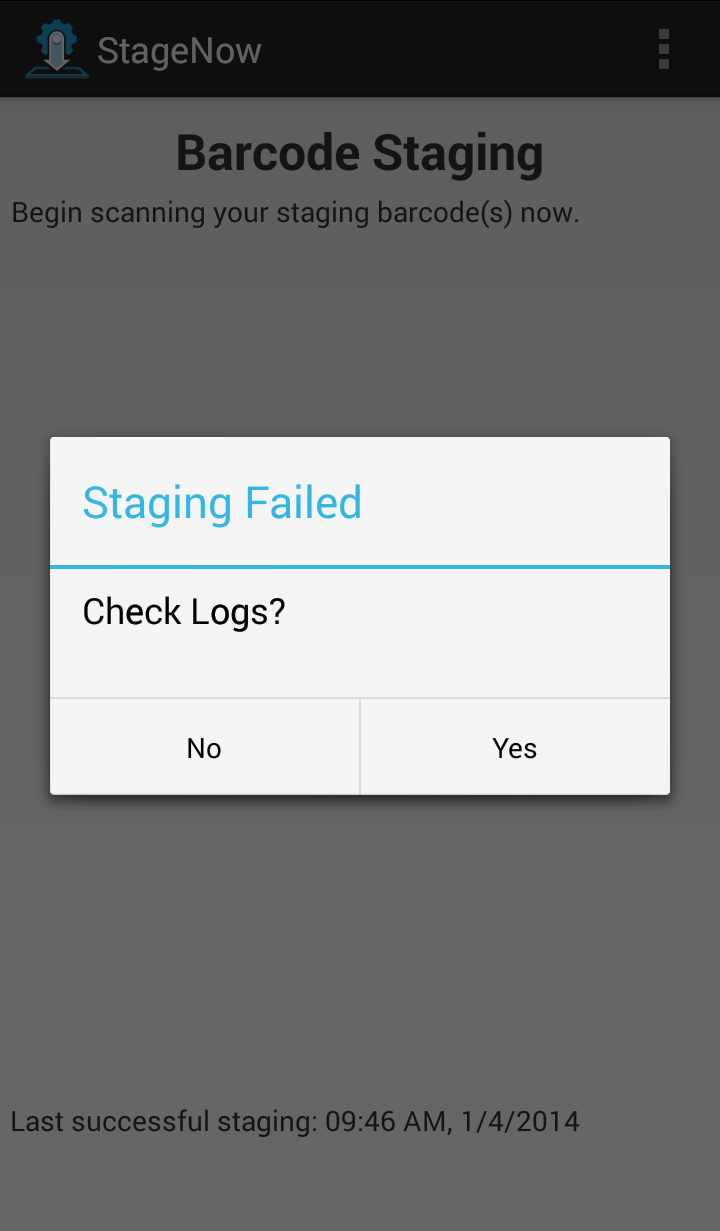 StageNow
Barcode Staging
Begin scanning your staging barcode(s) now.
Staging Failed
Check Logs?
No
Yes
Last successful staging: 09:46 AM, 1/4/2014